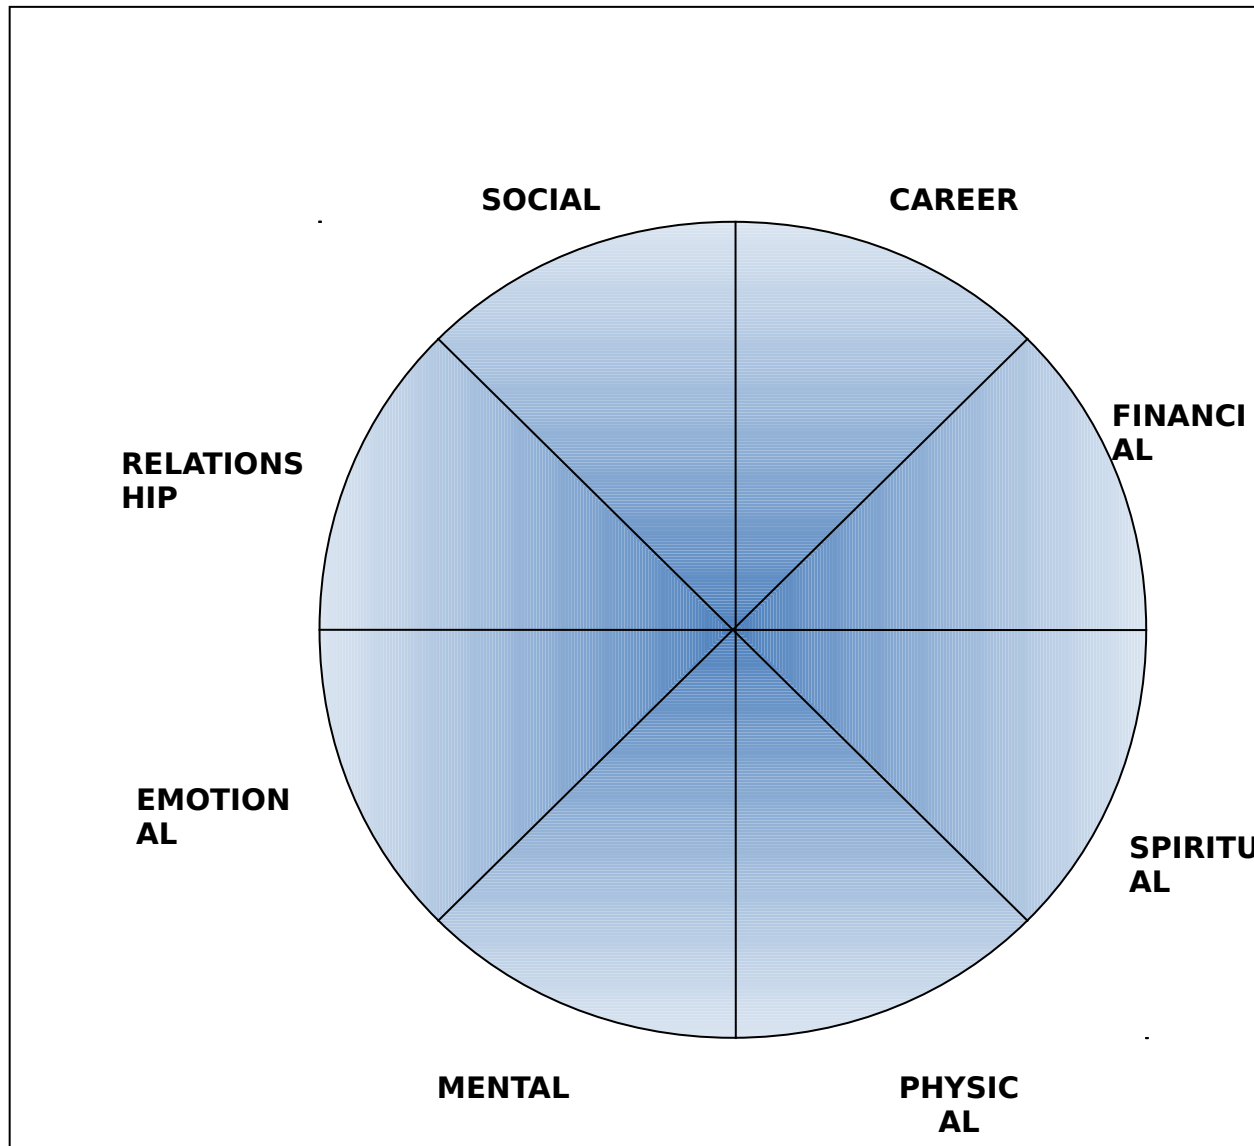 SOCIAL
CAREER
FINANCI
AL
RELATIONS
HIP
EMOTION
AL
SPIRITU
AL
MENTAL
PHYSIC
AL